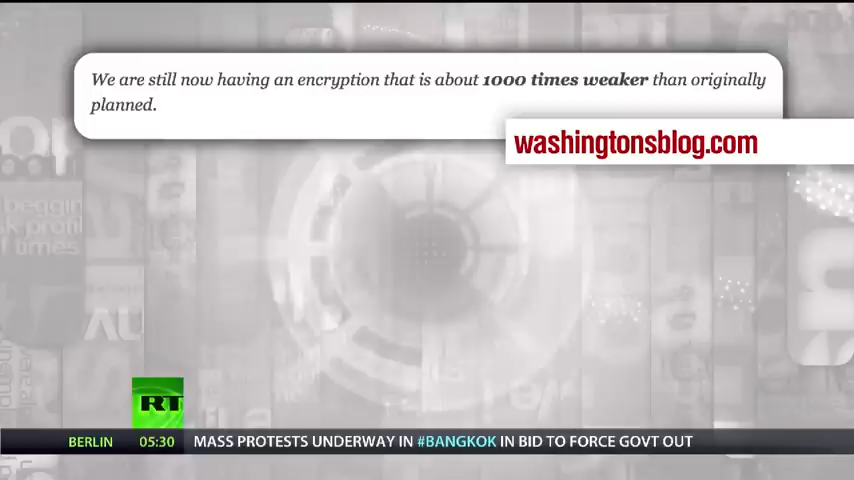 We are still now having an encryption that is about 1000 times weaker than originally
planned.
washingtonsblog.com
RT
BERLIN 05:30 MASS PROTESTS UNDERWAY IN #BANGKOK IN BID TO FORCE GOVT OUT